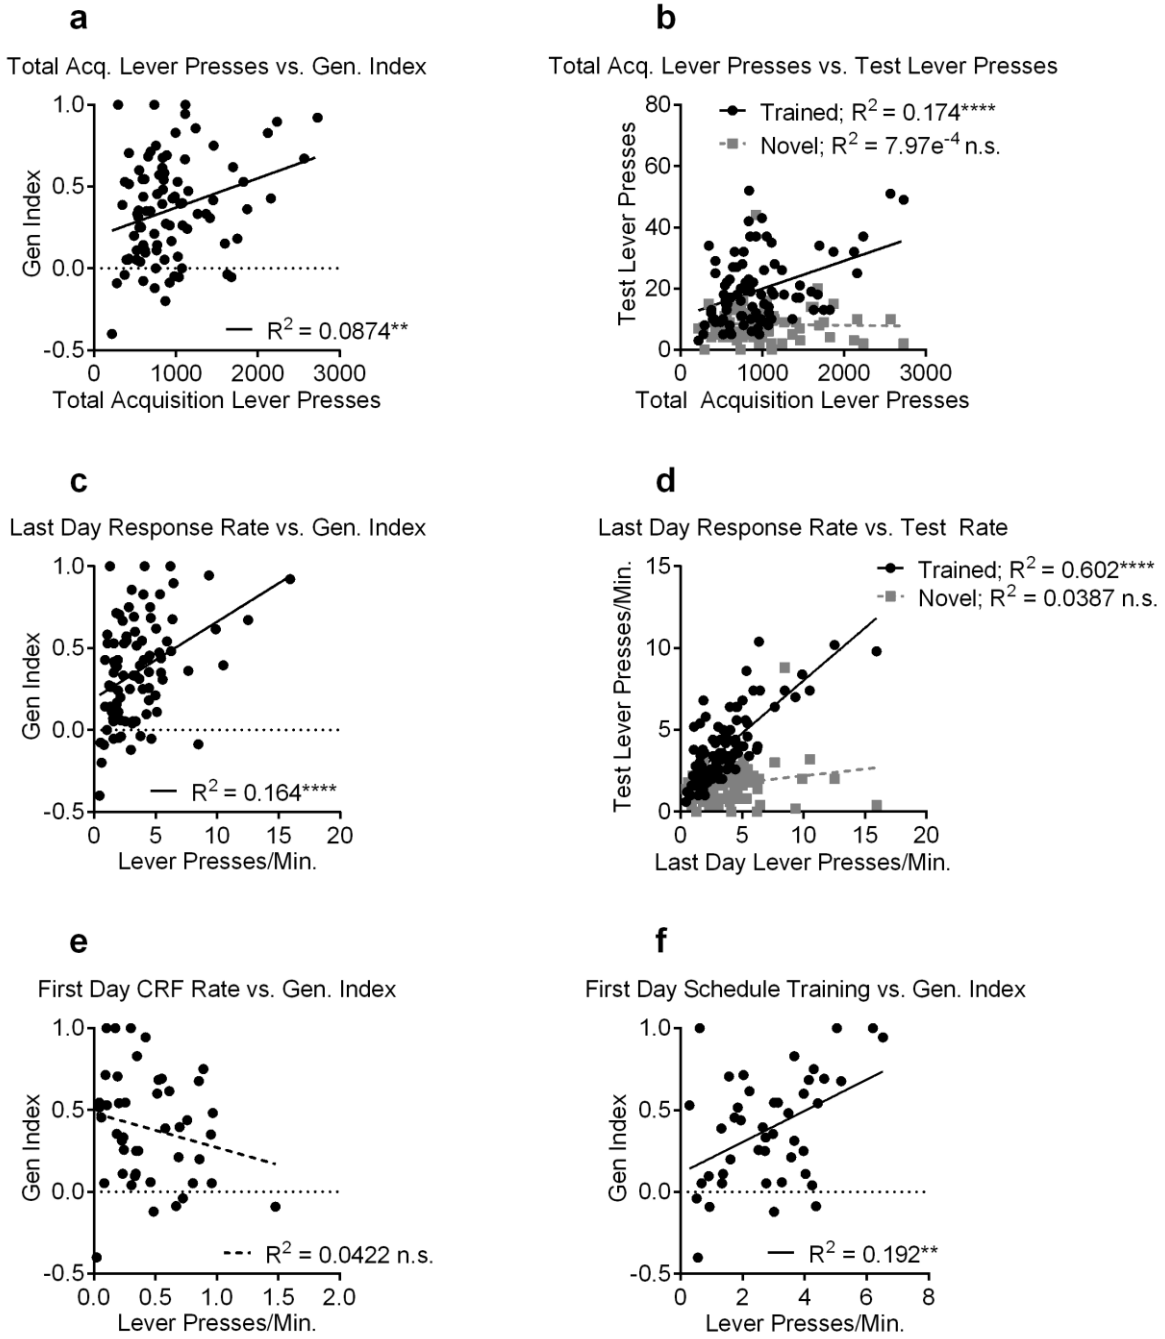 a
Total Acq. Lever Presses vs. Gen. Index
1.0
0.5
0.0
-0.5
Gen Index
R² = 0.0874**
0 1000 2000 3000
Total Acquisition Lever Presses
b
Total Acq. Lever Presses vs. Test Lever Presses
80
60
40
20
0
Test Lever Presses
Trained; R² = 0.174****
Novel; R² = 7.97e⁻⁴ n.s.
0 1000 2000 3000
Total Acquisition Lever Presses
c
Last Day Response Rate vs. Gen. Index
1.0
0.5
0.0
-0.5
Gen Index
R² = 0.164****
0 5 10 15 20
Lever Presses/Min.
d
Last Day Response Rate vs. Test Rate
15
10
5
0
Test Lever Presses/Min.
Trained; R² = 0.602****
Novel; R² = 0.0387 n.s.
0 5 10 15 20
Last Day Lever Presses/Min.
e
First Day CRF Rate vs. Gen. Index
1.0
0.5
0.0
-0.5
Gen Index
R² = 0.0422 n.s.
0.0 0.5 1.0 1.5 2.0
Lever Presses/Min.
f
First Day Schedule Training vs. Gen. Index
1.0
0.5
0.0
-0.5
Gen Index
R² = 0.192**
0 2 4 6 8
Lever Presses/Min.